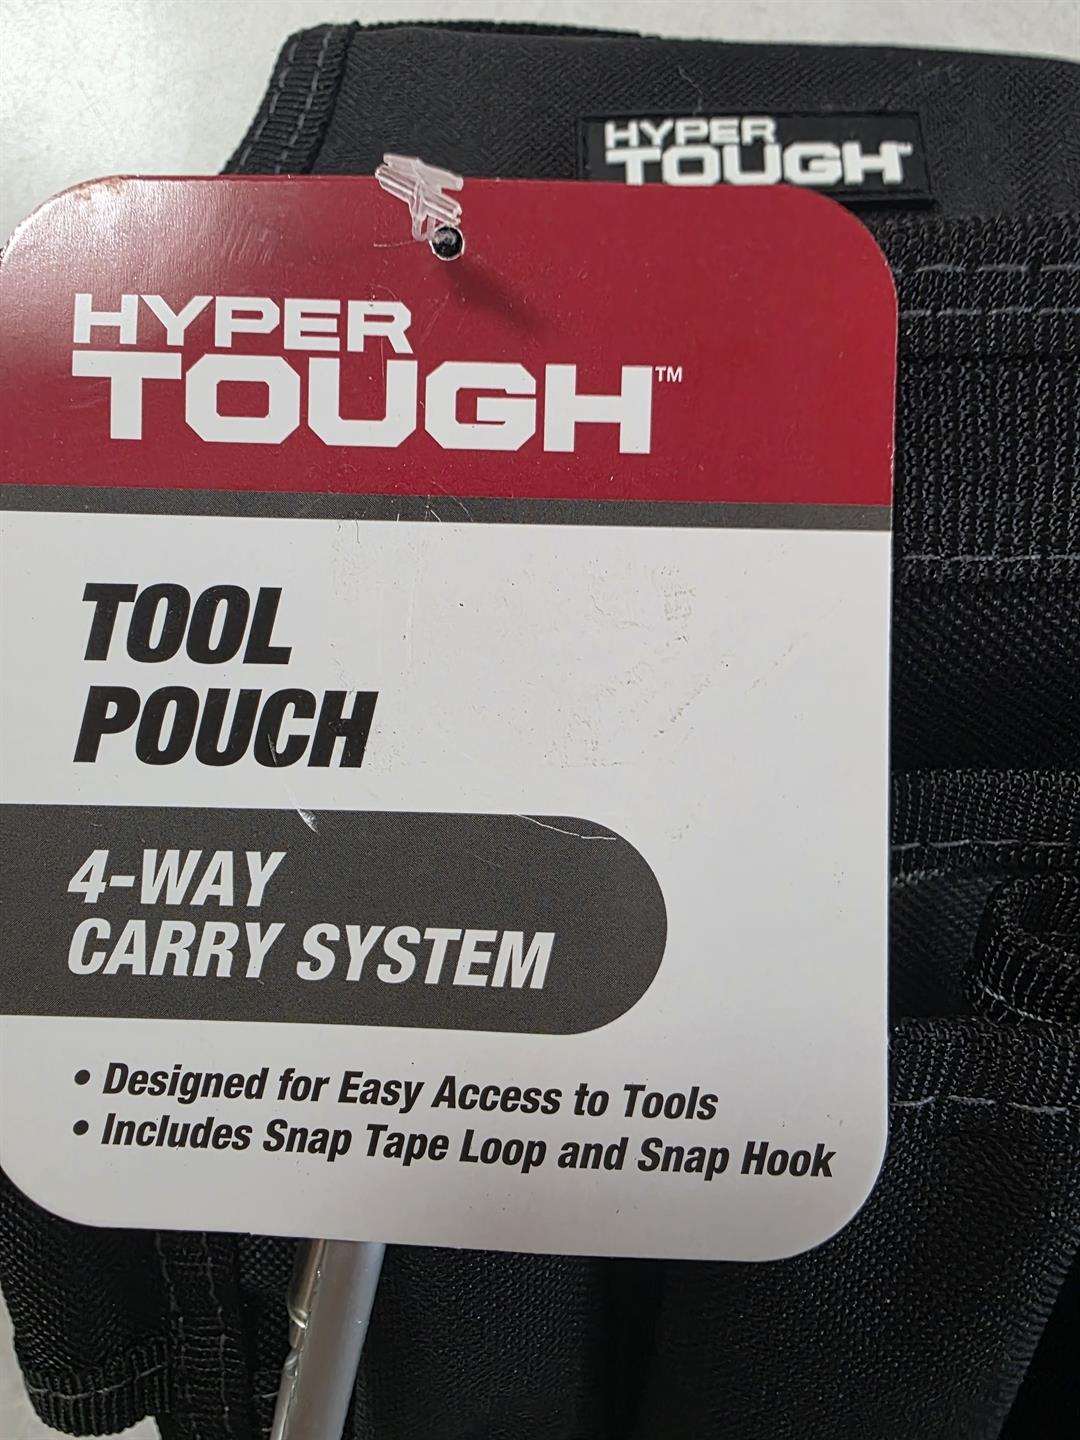 HYPER
TOUGH™
HYPER
TOUGH™
TOOL
POUCH
4-WAY
CARRY SYSTEM
• Designed for Easy Access to Tools
• Includes Snap Tape Loop and Snap Hook